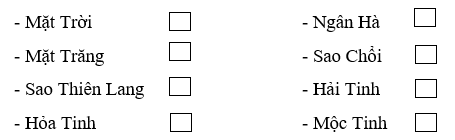 - Mặt Trời
- Mặt Trăng
- Sao Thiên Lang
- Hỏa Tinh
- Ngân Hà
- Sao Chổi
- Hải Tinh
- Mộc Tinh